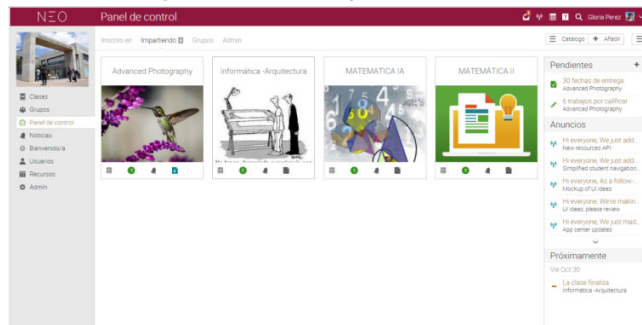 NEO
Panel de control
Gloria Perez
Inscrito en Impartiendo Grupos Admin
Catálogo + Añadir
Clases
Grupos
Panel de control
Noticias
Bienvenido/a
Usuarios
Recursos
Admin
Advanced Photography
Informática -Arquitectura
MATEMATICA IA
MATEMÁTICA II
Pendientes +
30 fechas de entrega
Advanced Photography
6 trabajos por calificar
Advanced Photography
Anuncios
Hi everyone, We just add..
New resources API
Hi everyone, We just add..
Simplified student navigation..
Hi everyone, As a follow-..
Mockup of UI ideas
Hi everyone, We're makin..
UI ideas: please review
Hi everyone, We just mad..
App center updates
Próximamente
Vie Oct 30
La clase finaliza
Informática -Arquitectura